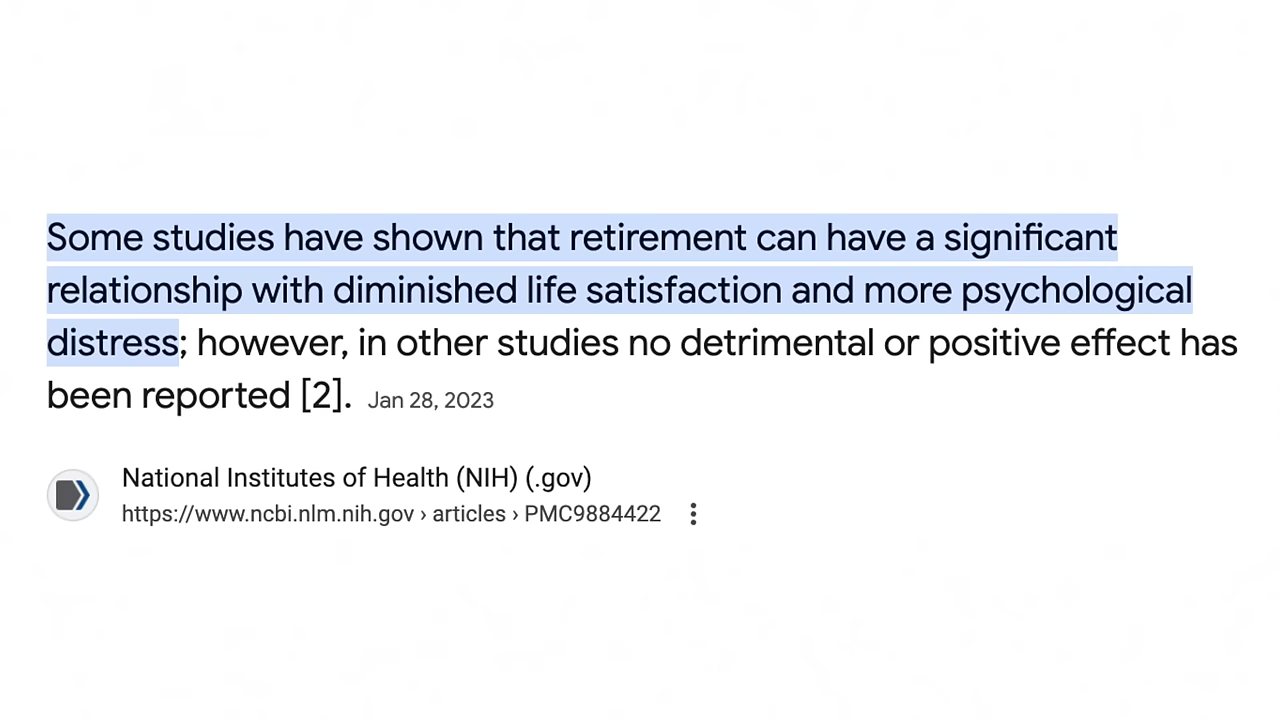 Some studies have shown that retirement can have a significant
relationship with diminished life satisfaction and more psychological
distress; however, in other studies no detrimental or positive effect has
been reported [2]. Jan 28, 2023
National Institutes of Health (NIH) (.gov)
https://www.ncbi.nlm.nih.gov › articles › PMC9884422